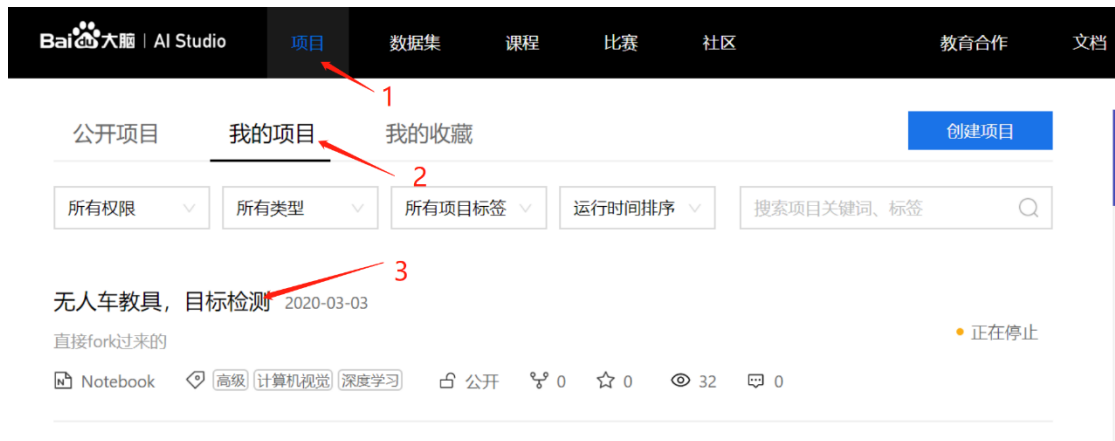 Bai大脑 | AI Studio 项目 数据集 课程 比赛 社区 教育合作 文档
1
公开项目 我的项目 我的收藏 创建项目
2
所有权限 所有类型 所有项目标签 运行时间排序 搜索项目关键词、标签
3
无人车教具，目标检测 2020-03-03
直接fork过来的 正在停止
Notebook 高级 计算机视觉 深度学习 公开 0 0 32 0